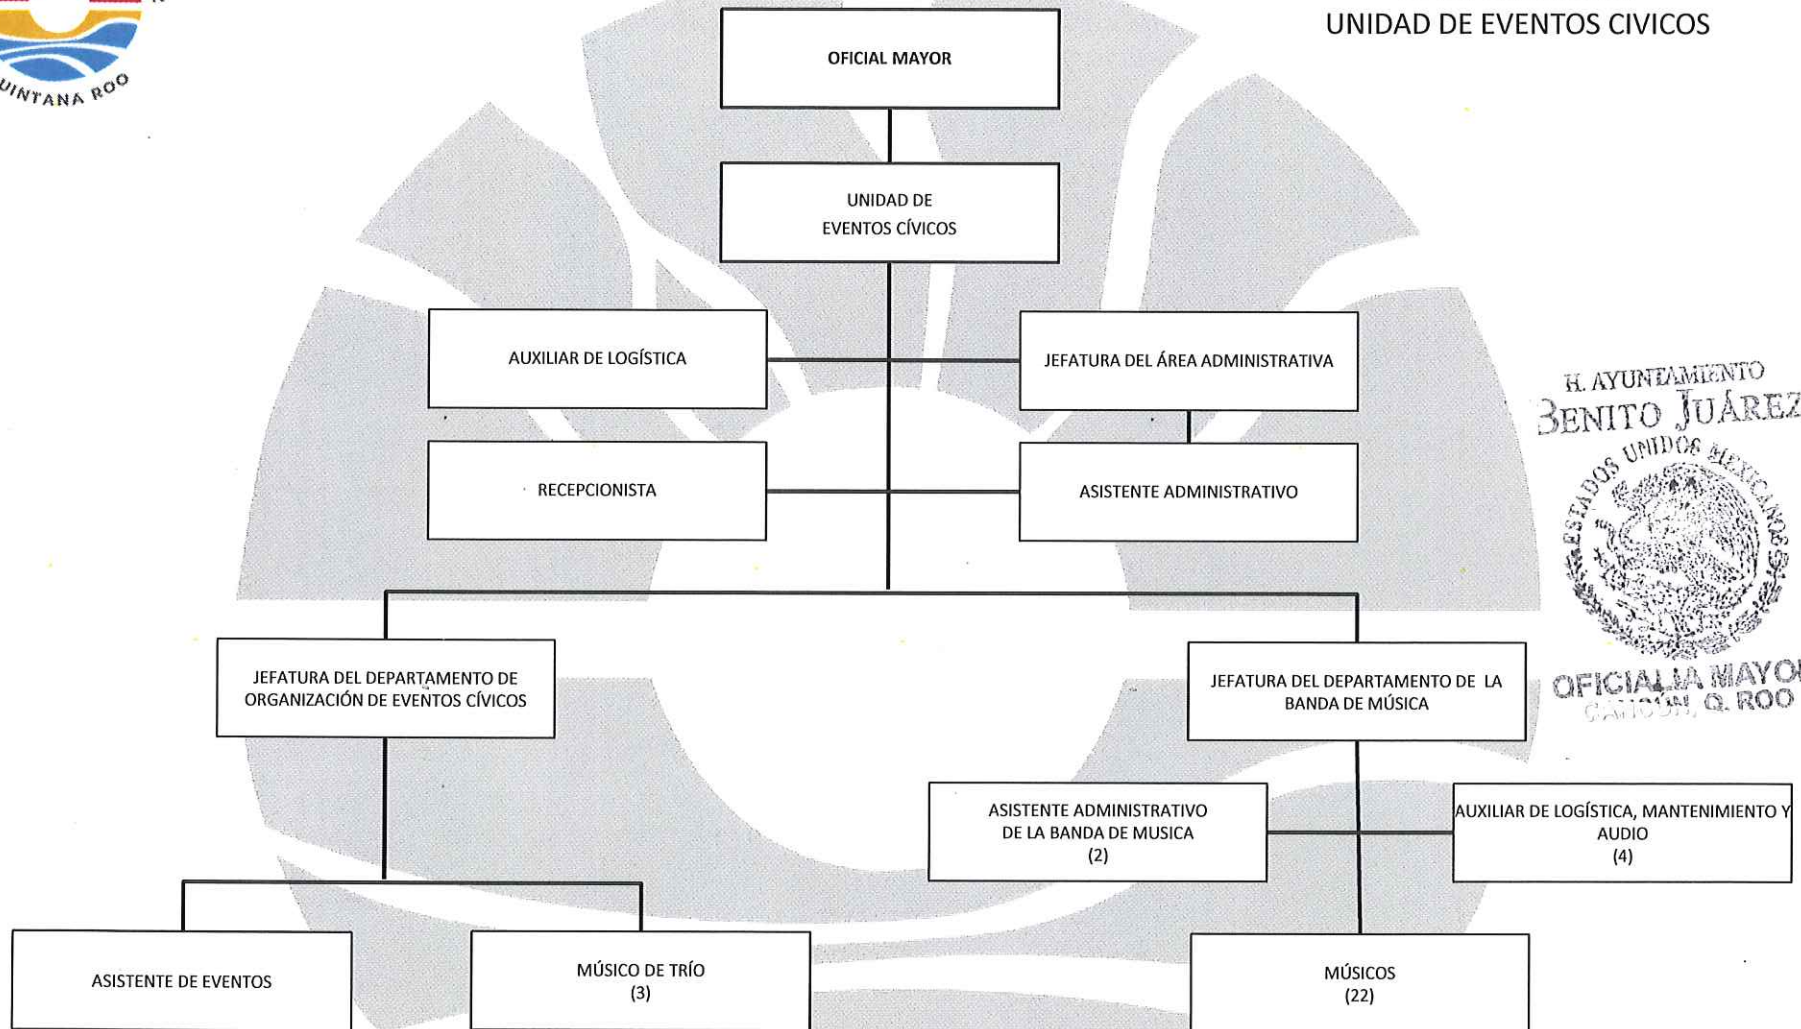 UNIDAD DE EVENTOS CIVICOS
QUINTANA ROO
OFICIAL MAYOR
UNIDAD DE
EVENTOS CÍVICOS
AUXILIAR DE LOGÍSTICA
JEFATURA DEL ÁREA ADMINISTRATIVA
RECEPCIONISTA
ASISTENTE ADMINISTRATIVO
H. AYUNTAMIENTO
BENITO JUÁREZ
ESTADOS UNIDOS MEXICANOS
OFICIALIA MAYOR
CANCÚN, Q. ROO
JEFATURA DEL DEPARTAMENTO DE
ORGANIZACIÓN DE EVENTOS CÍVICOS
JEFATURA DEL DEPARTAMENTO DE LA
BANDA DE MÚSICA
ASISTENTE ADMINISTRATIVO
DE LA BANDA DE MUSICA
(2)
AUXILIAR DE LOGÍSTICA, MANTENIMIENTO Y
AUDIO
(4)
ASISTENTE DE EVENTOS
MÚSICO DE TRÍO
(3)
MÚSICOS
(22)